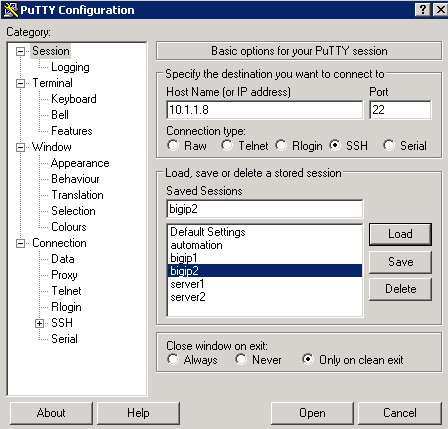 PuTTY Configuration
Category:
Session
Logging
Terminal
Keyboard
Bell
Features
Window
Appearance
Behaviour
Translation
Selection
Colours
Connection
Data
Proxy
Telnet
Rlogin
SSH
Serial
Basic options for your PuTTY session
Specify the destination you want to connect to
Host Name (or IP address) Port
10.1.1.8 22
Connection type:
Raw Telnet Rlogin SSH Serial
Load, save or delete a stored session
Saved Sessions
bigip2
Default Settings
automation
bigip1
bigip2
server1
server2
Load
Save
Delete
Close window on exit:
Always Never Only on clean exit
About Help Open Cancel